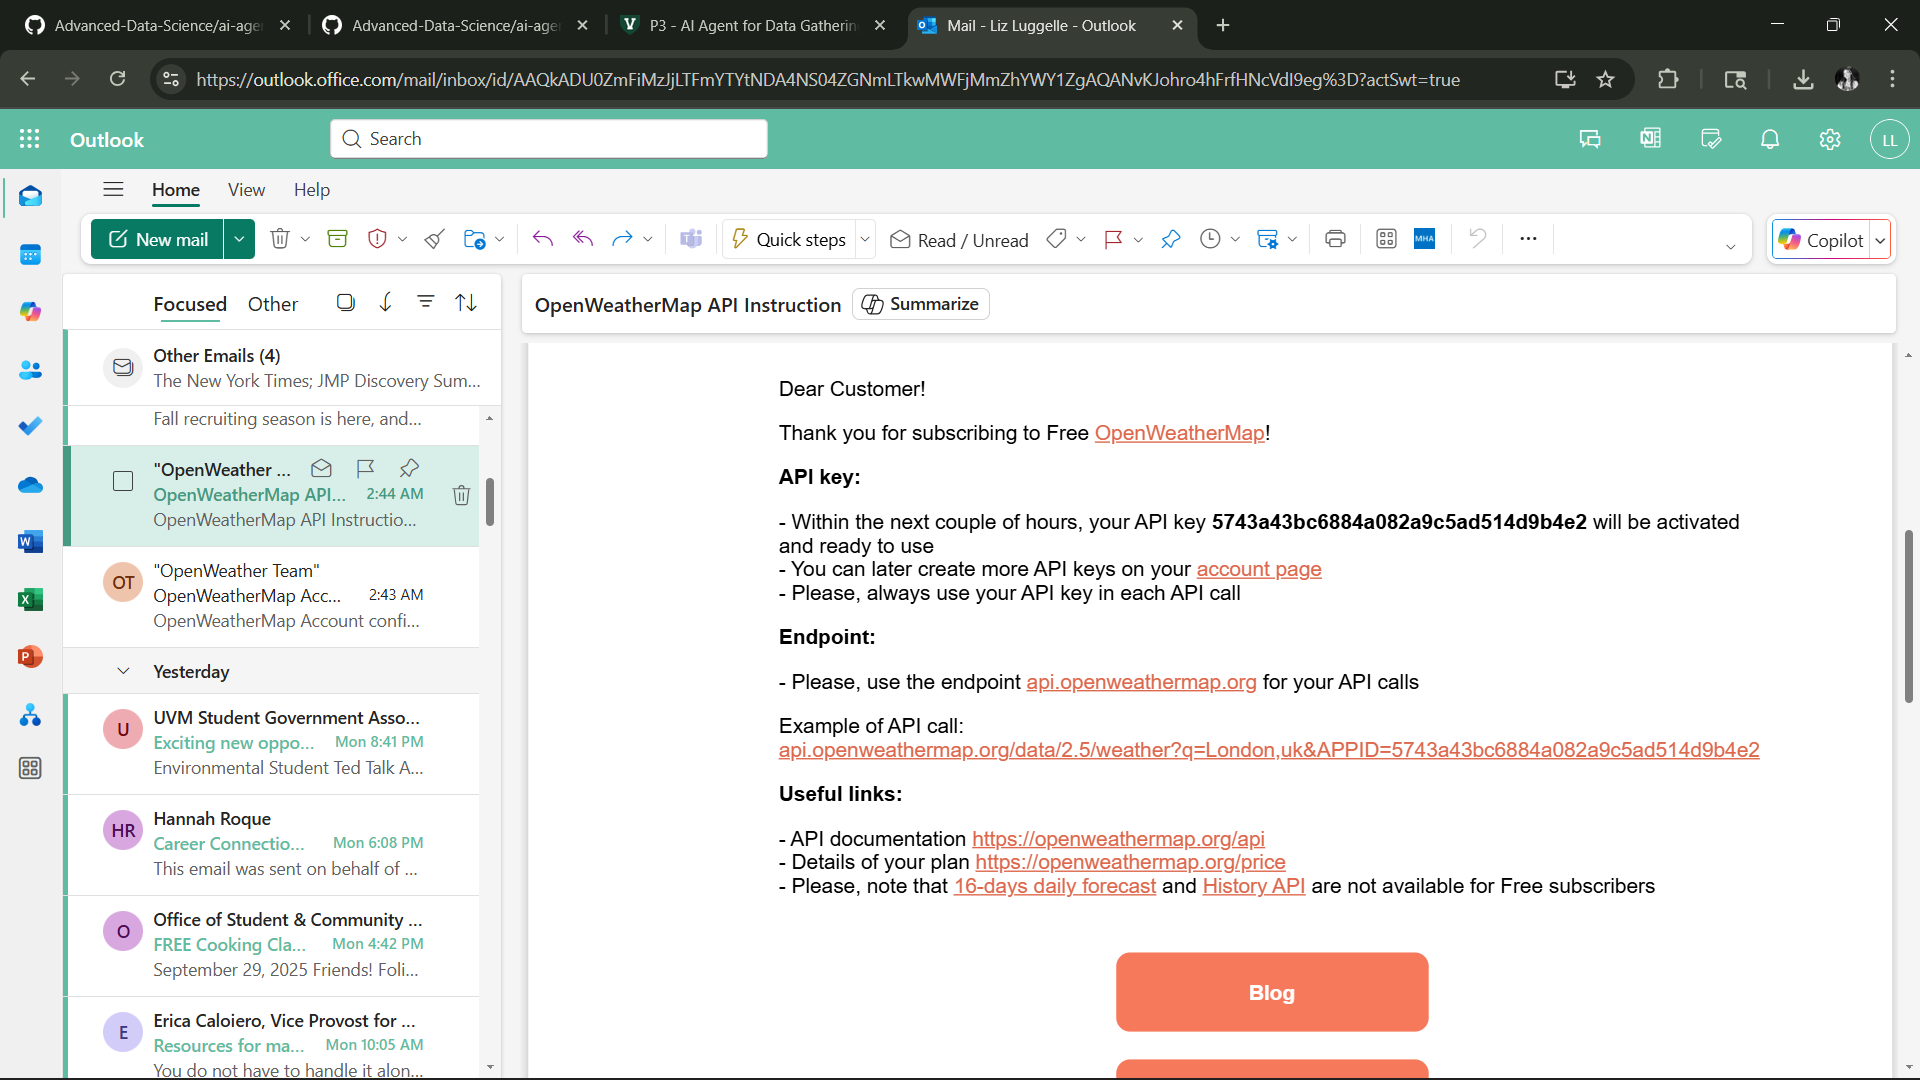 Advanced-Data-Science/ai-age
Advanced-Data-Science/ai-age
P3 - AI Agent for Data Gatherin
Mail - Liz Luggelle - Outlook
https://outlook.office.com/mail/inbox/id/AAQkADU0ZmFiMzJjLTFmYTYtNDA4NS04ZGNmLTkwMWFjMmZhYWY1ZgAQANvKJohro4hFrfHNcVdI9eg%3D?actSwt=true
Outlook
Search
LL
Home View Help
New mail
Quick steps
Read / Unread
MHA
Copilot
Focused Other
Other Emails (4)
The New York Times; JMP Discovery Sum...
Fall recruiting season is here, and...
"OpenWeather ...
OpenWeatherMap API... 2:44 AM
OpenWeatherMap API Instructio...
OT
"OpenWeather Team"
OpenWeatherMap Acc... 2:43 AM
OpenWeatherMap Account confi...
Yesterday
U
UVM Student Government Asso...
Exciting new oppo... Mon 8:41 PM
Environmental Student Ted Talk A...
HR
Hannah Roque
Career Connectio... Mon 6:08 PM
This email was sent on behalf of ...
O
Office of Student & Community ...
FREE Cooking Cla... Mon 4:42 PM
September 29, 2025 Friends! Foli...
E
Erica Caloiero, Vice Provost for ...
Resources for ma... Mon 10:05 AM
You do not have to handle it alon...
OpenWeatherMap API Instruction
Summarize
Dear Customer!
Thank you for subscribing to Free OpenWeatherMap!
API key:
- Within the next couple of hours, your API key 5743a43bc6884a082a9c5ad514d9b4e2 will be activated
and ready to use
- You can later create more API keys on your account page
- Please, always use your API key in each API call
Endpoint:
- Please, use the endpoint api.openweathermap.org for your API calls
Example of API call:
api.openweathermap.org/data/2.5/weather?q=London,uk&APPID=5743a43bc6884a082a9c5ad514d9b4e2
Useful links:
- API documentation https://openweathermap.org/api
- Details of your plan https://openweathermap.org/price
- Please, note that 16-days daily forecast and History API are not available for Free subscribers
Blog